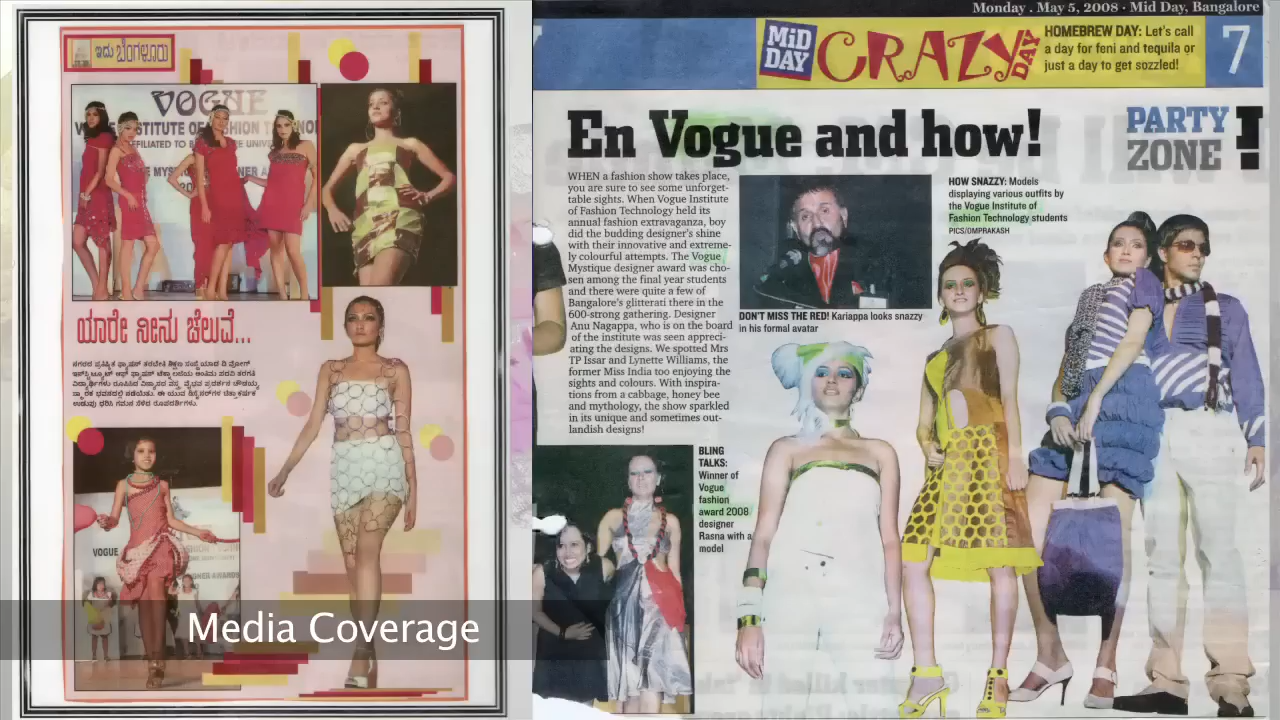 ಇದು ಬೆಂಗಳೂರು
VOGUE
INSTITUTE OF FASHION
AFFILIATED TO
ಯಾರೇ ನೀನು ಚೆಲುವೆ...
VOGUE
Media Coverage
Monday . May 5, 2008 · Mid Day, Bangalore
MiD DAY
CRAZY DAY
HOMEBREW DAY: Let's call
a day for feni and tequila or
just a day to get sozzled!
7
En Vogue and how!
PARTY
ZONE !
WHEN a fashion show takes place,
you are sure to see some unforget-
table sights. When Vogue Institute
of Fashion Technology held its
annual fashion extravaganza, boy
did the budding designer's shine
with their innovative and extreme-
ly colourful attempts. The Vogue
Mystique designer award was cho-
sen among the final year students
and there were quite a few of
Bangalore's glitterati there in the
600-strong gathering. Designer
Anu Nagappa, who is on the board
of the institute was seen appreci-
ating the designs. We spotted Mrs
TP Issar and Lynette Williams, the
former Miss India too enjoying the
sights and colours. With inspira-
tions from a cabbage, honey bee
and mythology, the show sparkled
in its unique and sometimes out-
landish designs!
DON'T MISS THE RED! Kariappa looks snazzy
in his formal avatar
HOW SNAZZY: Models
displaying various outfits by
the Vogue Institute of
Fashion Technology students
PICS/OMPRAKASH
BLING
TALKS:
Winner of
Vogue
fashion
award 2008
designer
Rasna with a
model